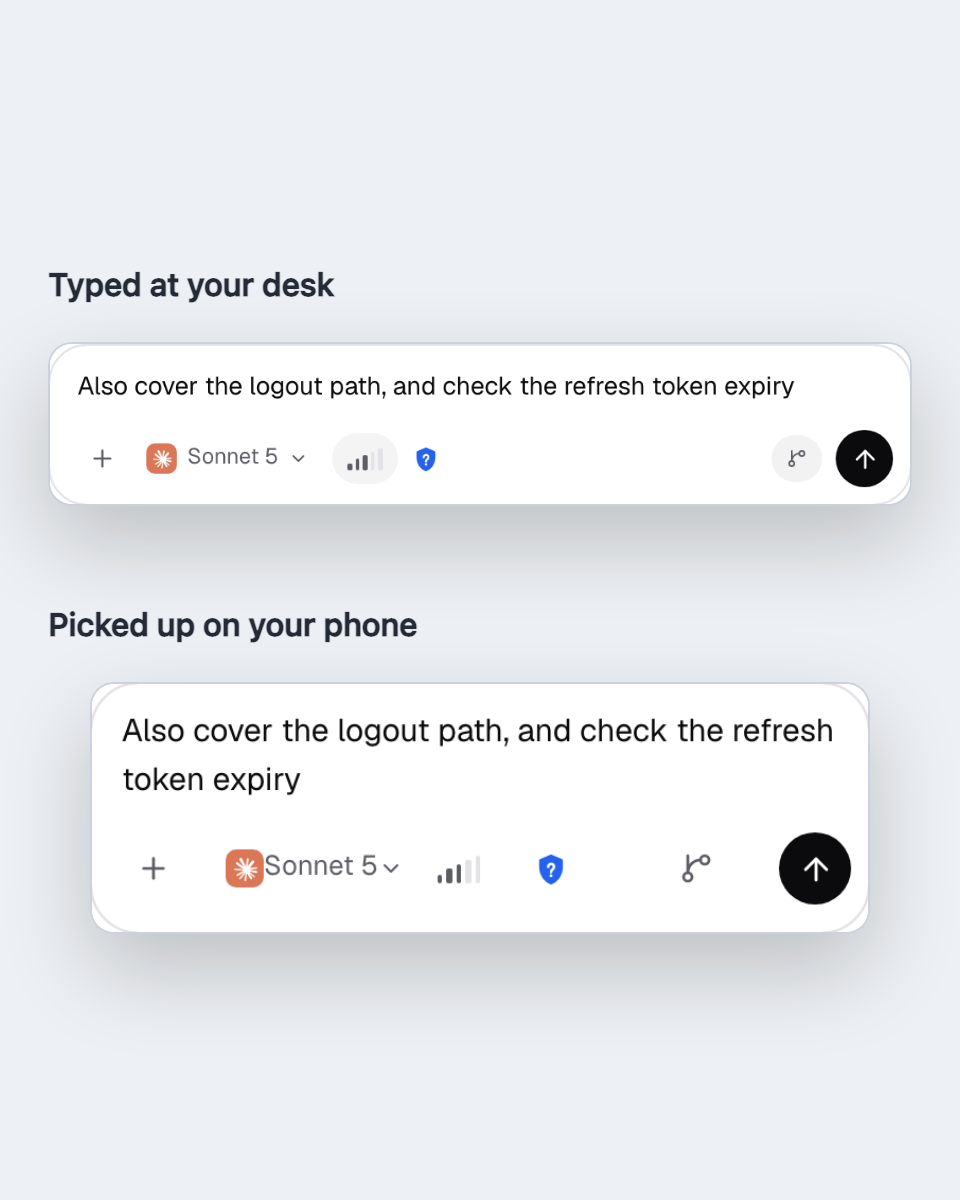 Typed at your desk
Also cover the logout path, and check the refresh token expiry
Sonnet 5
?
Picked up on your phone
Also cover the logout path, and check the refresh
token expiry
Sonnet 5
?